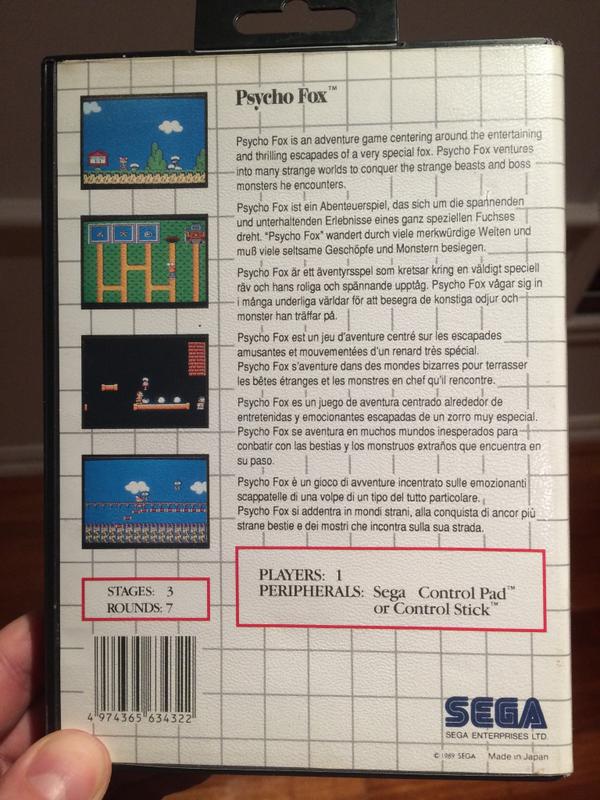 Psycho Fox™
Psycho Fox is an adventure game centering around the entertaining
and thrilling escapades of a very special fox. Psycho Fox ventures
into many strange worlds to conquer the strange beasts and boss
monsters he encounters.
Psycho Fox ist ein Abenteuerspiel, das sich um die spannenden
und unterhaltenden Erlebnisse eines ganz speziellen Fuchses
dreht. "Psycho Fox" wandert durch viele merkwürdige Welten und
muß viele seltsame Geschöpfe und Monstern besiegen.
Psycho Fox är ett äventyrsspel som kretsar kring en väldigt speciell
räv och hans roliga och spännande upptåg. Psycho Fox vågar sig in
i många underliga världar för att besegra de konstiga odjur och
monster han träffar på.
Psycho Fox est un jeu d'aventure centré sur les escapades
amusantes et mouvementées d'un renard très spécial.
Psycho Fox s'aventure dans des mondes bizarres pour terrasser
les bêtes étranges et les monstres en chef qu'il rencontre.
Psycho Fox es un juego de aventura centrado alrededor de
entretenidas y emocionantes escapadas de un zorro muy especial.
Psycho Fox se aventura en muchos mundos inesperados para
conbatir con las bestias y los monstruos extraños que encuentra en
su paso.
Psycho Fox è un gioco di avventure incentrato sulle emozionanti
scappatelle di una volpe di un tipo del tutto particolare.
Psycho Fox si addentra in mondi strani, alla conquista di ancor più
strane bestie e dei mostri che incontra sulla sua strada.
STAGES: 3
ROUNDS: 7
PLAYERS: 1
PERIPHERALS: Sega Control Pad™
or Control Stick™
4 974365 634322
SEGA
SEGA ENTERPRISES LTD.
© 1989 SEGA Made in Japan